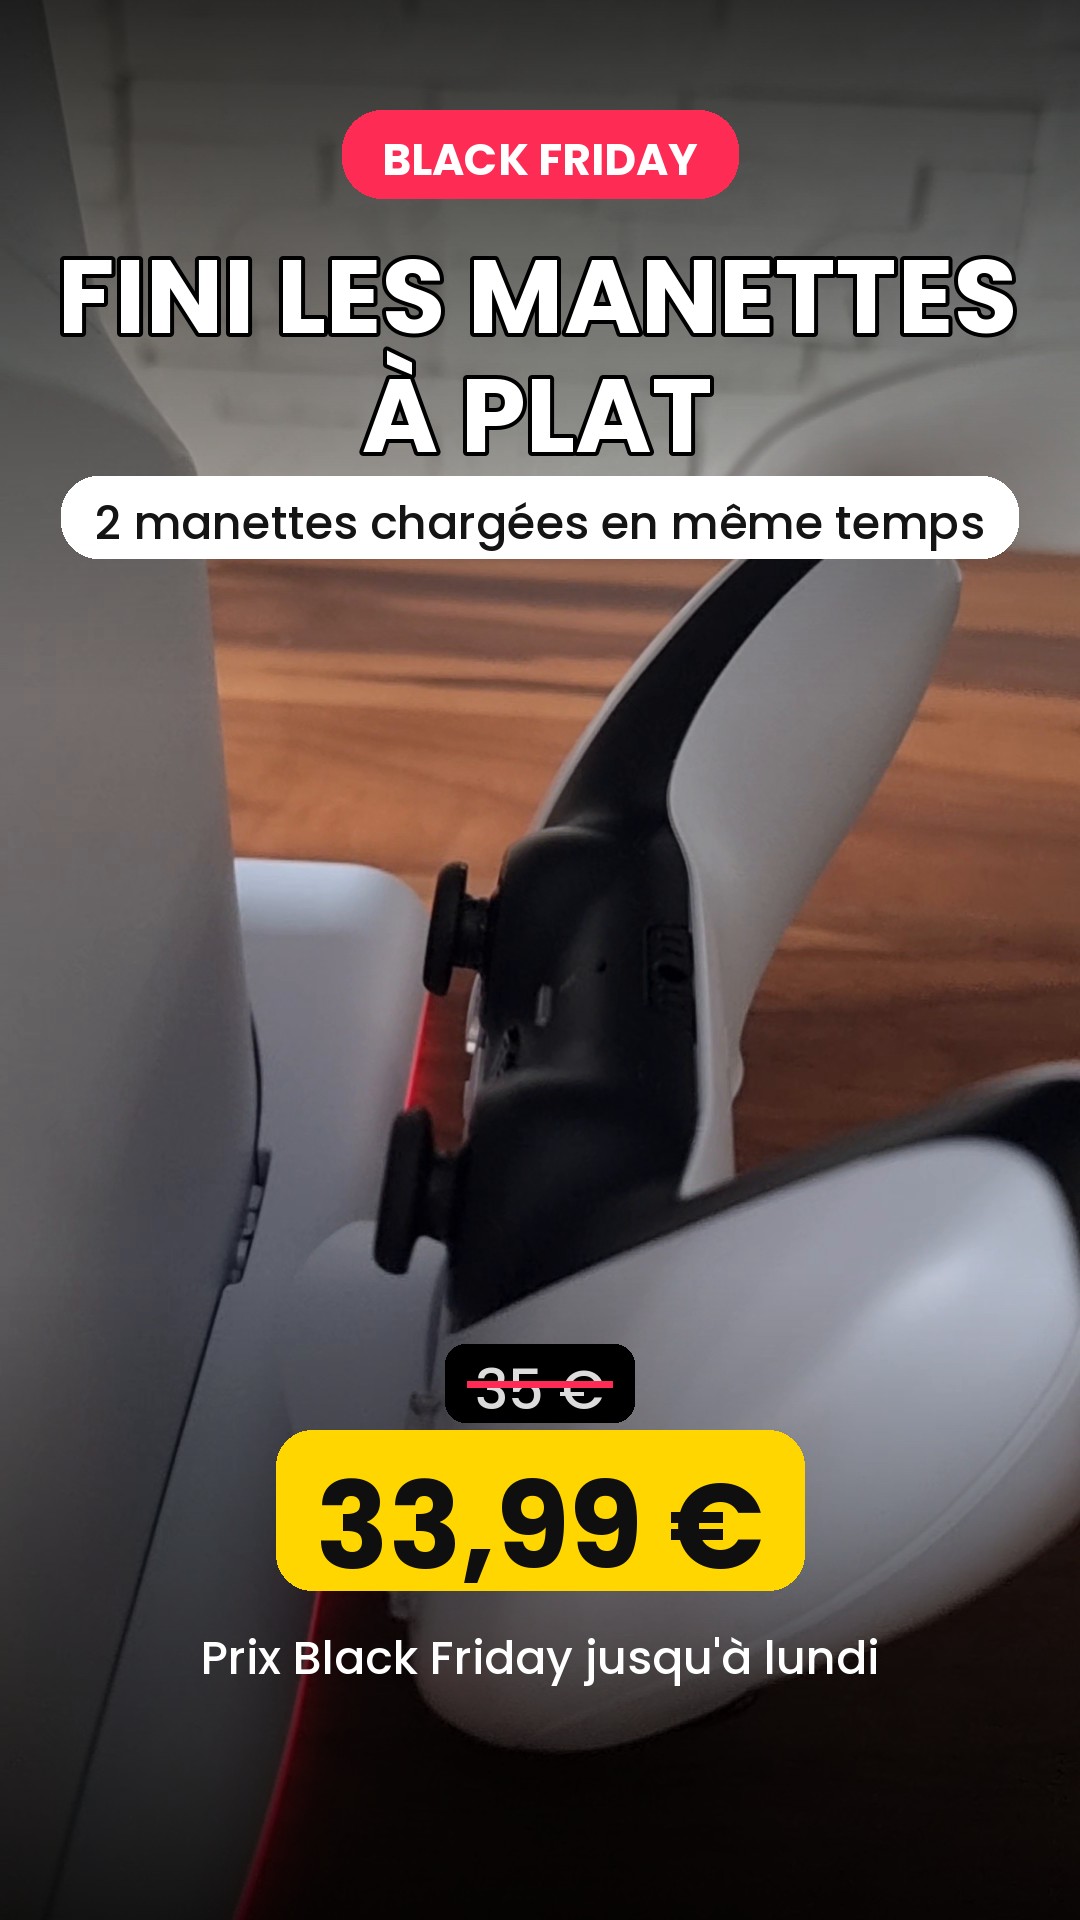 BLACK FRIDAY
FINI LES MANETTES
À PLAT
2 manettes chargées en même temps
35 €
33,99 €
Prix Black Friday jusqu'à lundi